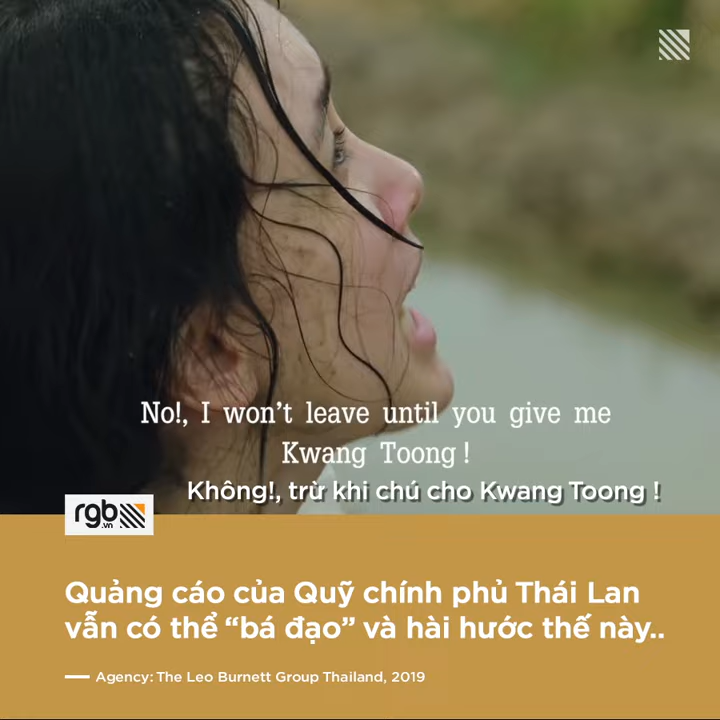 No!, I won't leave until you give me
Kwang Toong !
Không!, trừ khi chú cho Kwang Toong !
rgb
.vn
Quảng cáo của Quỹ chính phủ Thái Lan
vẫn có thể “bá đạo” và hài hước thế này..
Agency: The Leo Burnett Group Thailand, 2019